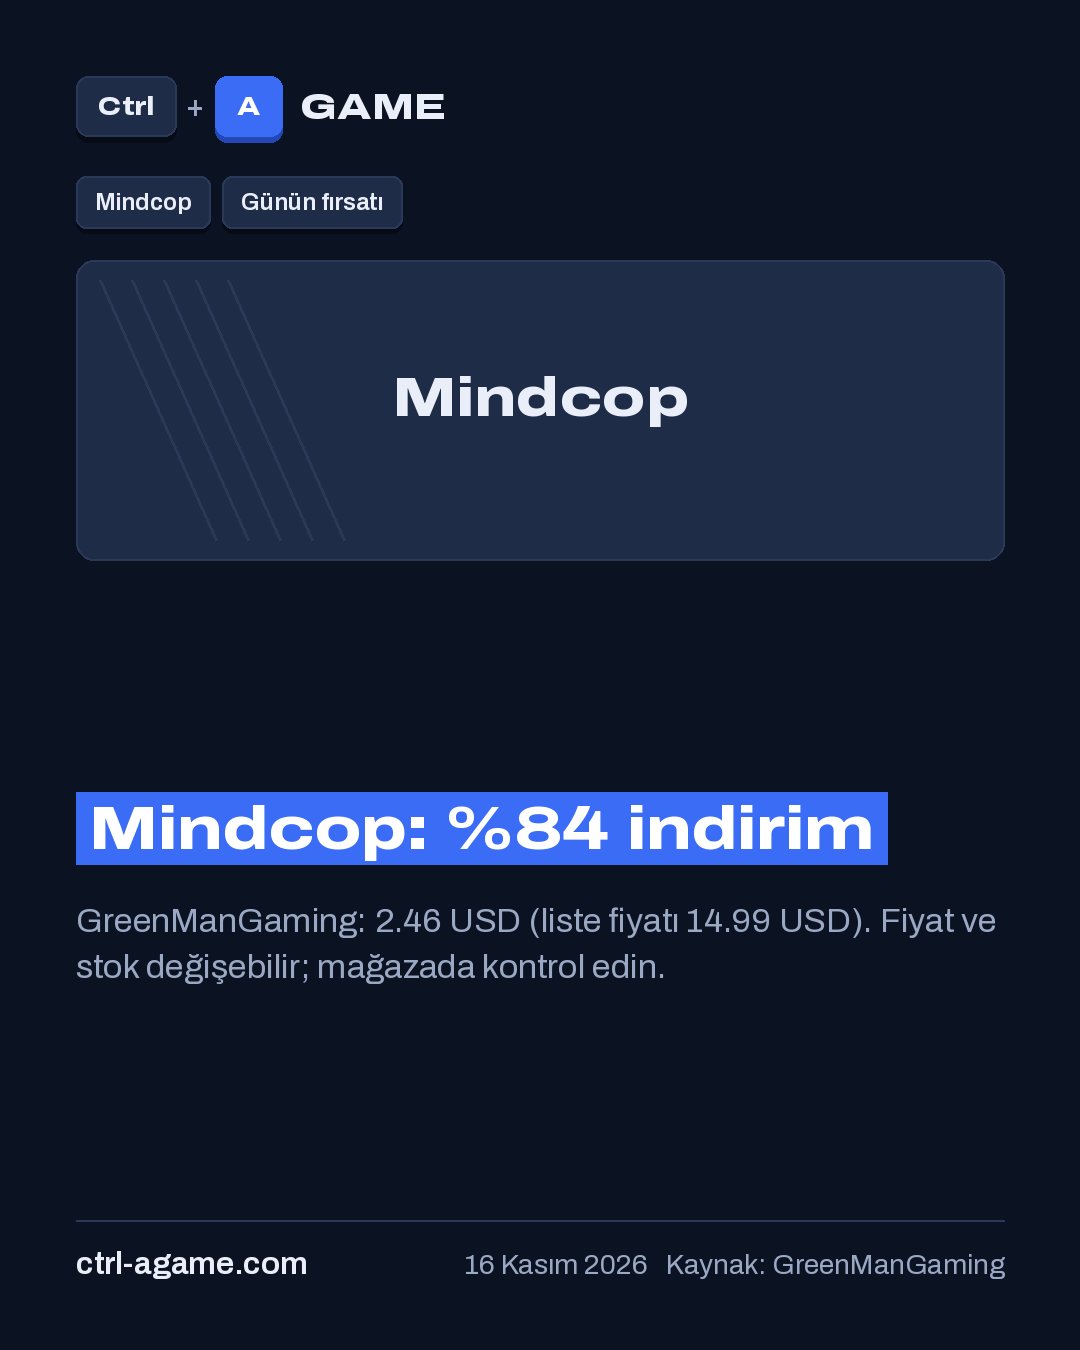 Ctrl + A GAME
Mindcop Günün fırsatı
Mindcop
Mindcop: %84 indirim
GreenManGaming: 2.46 USD (liste fiyatı 14.99 USD). Fiyat ve
stok değişebilir; mağazada kontrol edin.
ctrl-agame.com 16 Kasım 2026 Kaynak: GreenManGaming